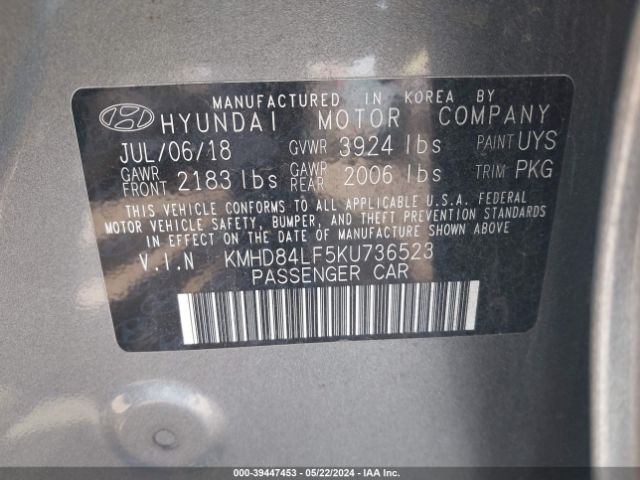 MANUFACTURED IN KOREA BY
HYUNDAI MOTOR COMPANY
JUL/06/18 GVWR 3924 lbs PAINT UYS
GAWR FRONT 2183 lbs GAWR REAR 2006 lbs TRIM PKG
THIS VEHICLE CONFORMS TO ALL APPLICABLE U.S.A. FEDERAL
MOTOR VEHICLE SAFETY, BUMPER, AND THEFT PREVENTION STANDARDS
IN EFFECT ON THE DATE OF MANUFACTURE SHOWN ABOVE.
V.I.N KMHD84LF5KU736523
PASSENGER CAR
000-39447453 - 05/22/2024 - IAA Inc.